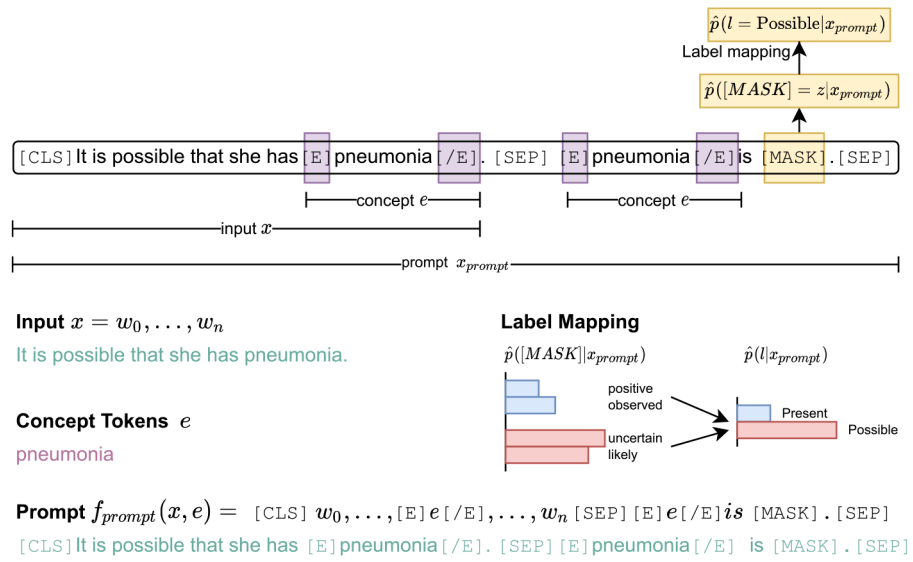 p̂(l = Possible|x_prompt)
Label mapping
p̂([MASK] = z|x_prompt)
[CLS]It is possible that she has[E]pneumonia[/E]. [SEP] [E]pneumonia[/E]is [MASK].[SEP]
concept e
concept e
input x
prompt x_prompt
Input x = w_0, ..., w_n
It is possible that she has pneumonia.
Concept Tokens e
pneumonia
Label Mapping
p̂([MASK]|x_prompt)
p̂(l|x_prompt)
positive
observed
uncertain
likely
Present
Possible
Prompt f_prompt(x, e) = [CLS] w_0, ...,[E]e[/E], ..., w_n [SEP][E]e[/E]is [MASK].[SEP]
[CLS]It is possible that she has [E]pneumonia[/E]. [SEP][E]pneumonia[/E] is [MASK].[SEP]